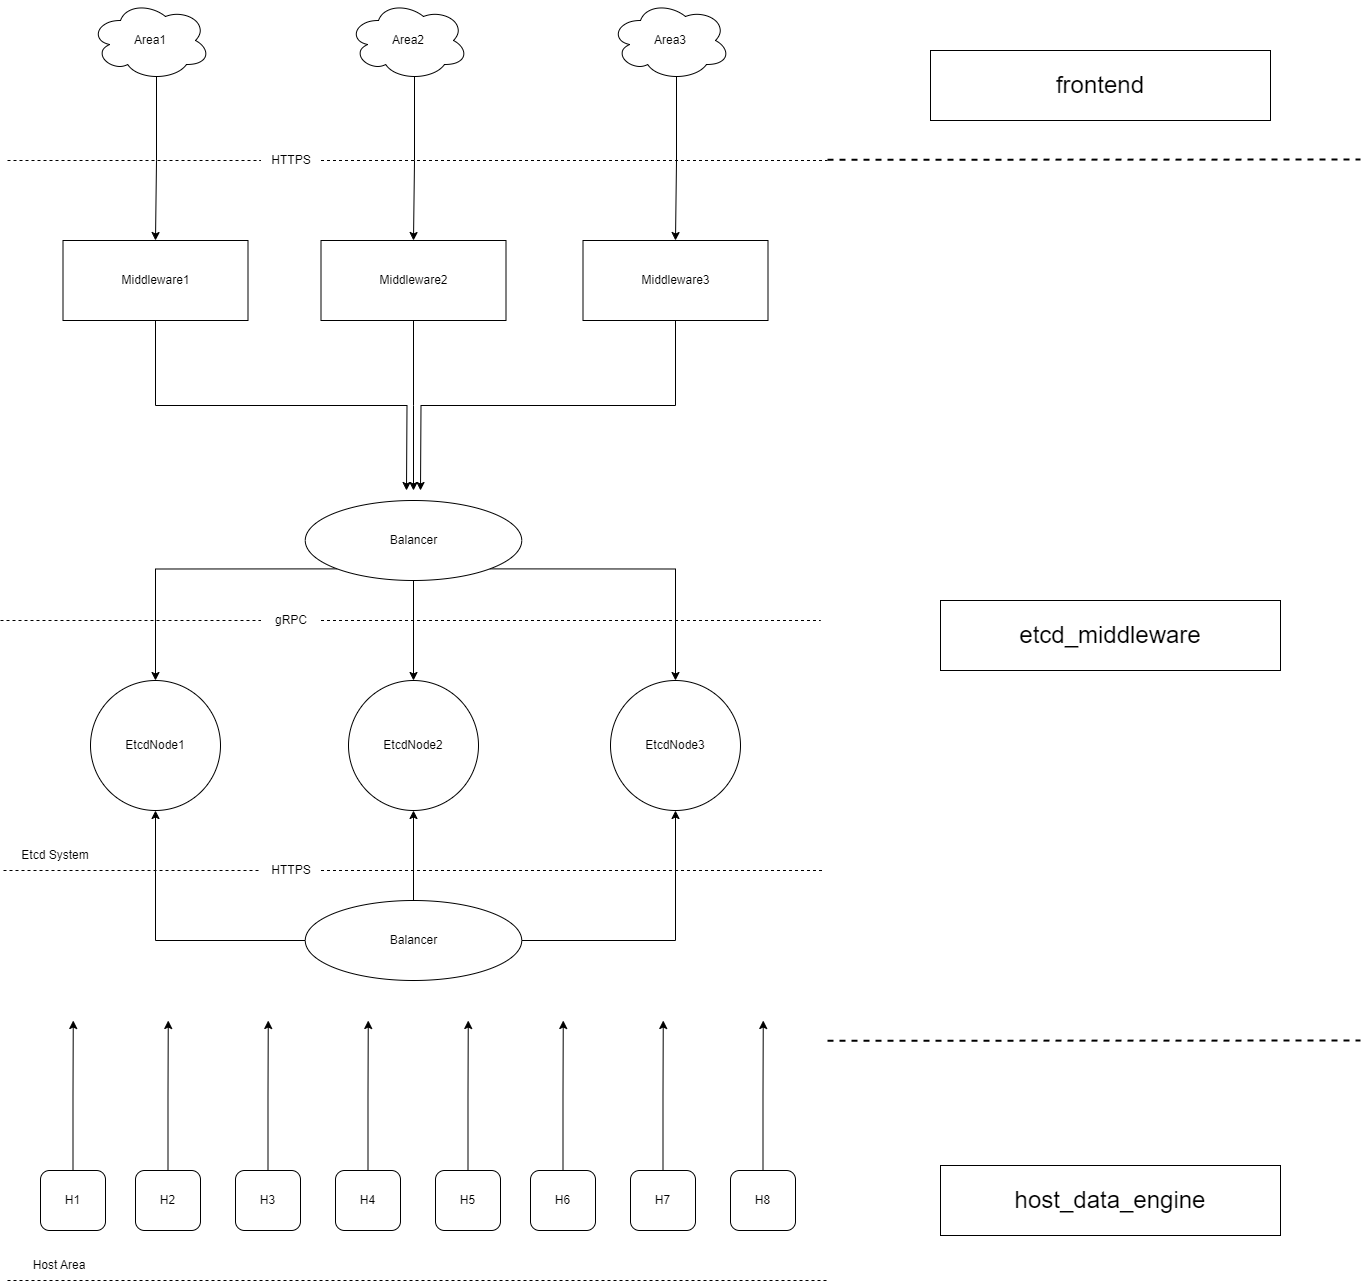 Area1
Area2
Area3
frontend
HTTPS
Middleware1
Middleware2
Middleware3
Balancer
gRPC
etcd_middleware
EtcdNode1
EtcdNode2
EtcdNode3
Etcd System
HTTPS
Balancer
H1
H2
H3
H4
H5
H6
H7
H8
host_data_engine
Host Area